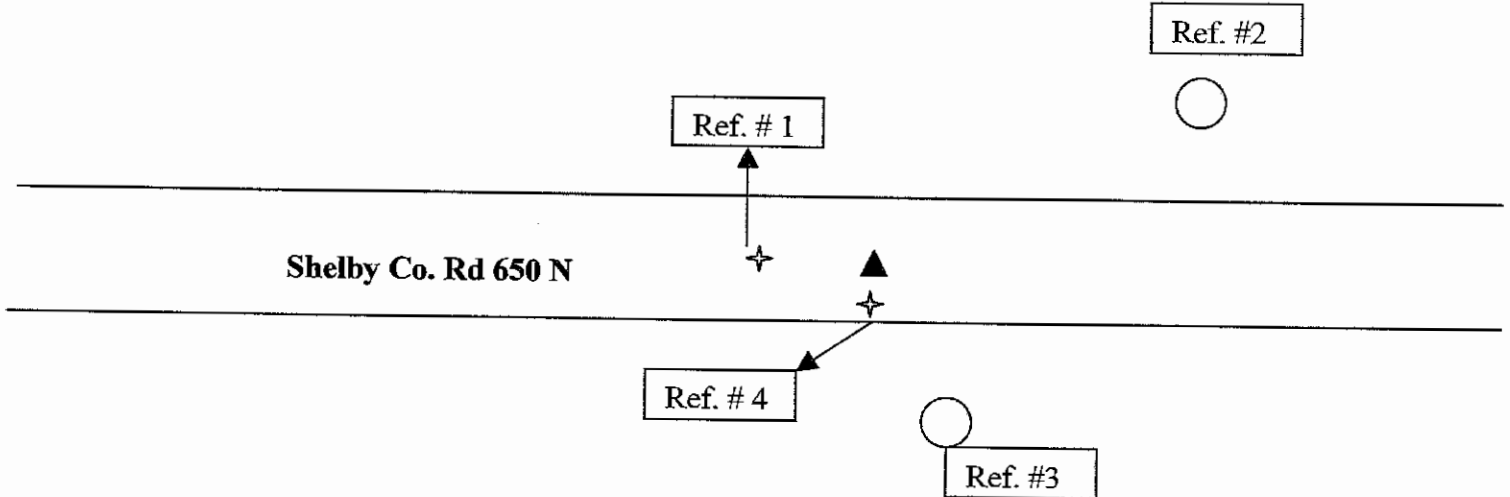 Ref. #2
Ref. # 1
Shelby Co. Rd 650 N
Ref. # 4
Ref. #3